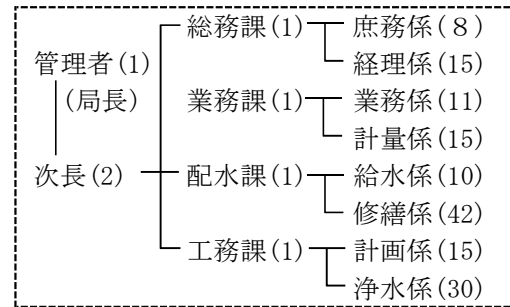 総務課(1) 庶務係(８)
管理者(1) 経理係(15)
(局長) 業務課(1) 業務係(11)
計量係(15)
次長(2) 配水課(1) 給水係(10)
修繕係(42)
工務課(1) 計画係(15)
浄水係(30)